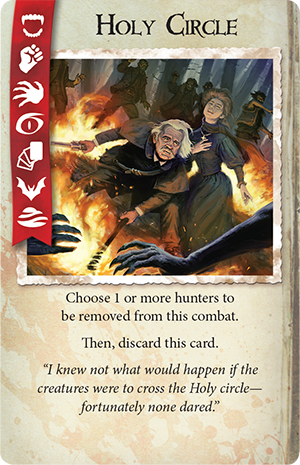 Holy Circle
Choose 1 or more hunters to
be removed from this combat.
Then, discard this card.
“I knew not what would happen if the
creatures were to cross the Holy circle—
fortunately none dared.”